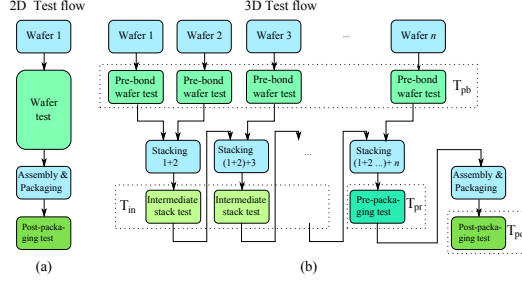 2D Test flow
3D Test flow
Wafer 1
Wafer 1
Wafer 2
Wafer 3
...
Wafer n
Wafer
test
Pre-bond
wafer test
Pre-bond
wafer test
Pre-bond
wafer test
Pre-bond
wafer test
Tpb
Assembly &
Packaging
Stacking
1+2
Stacking
(1+2)+3
...
Stacking
(1+2 ...)+ n
Assembly &
Packaging
Post-packa-
ging test
Tin
Intermediate
stack test
Intermediate
stack test
Pre-packa-
ging test
Tpr
Post-packa-
ging test
(a)
(b)